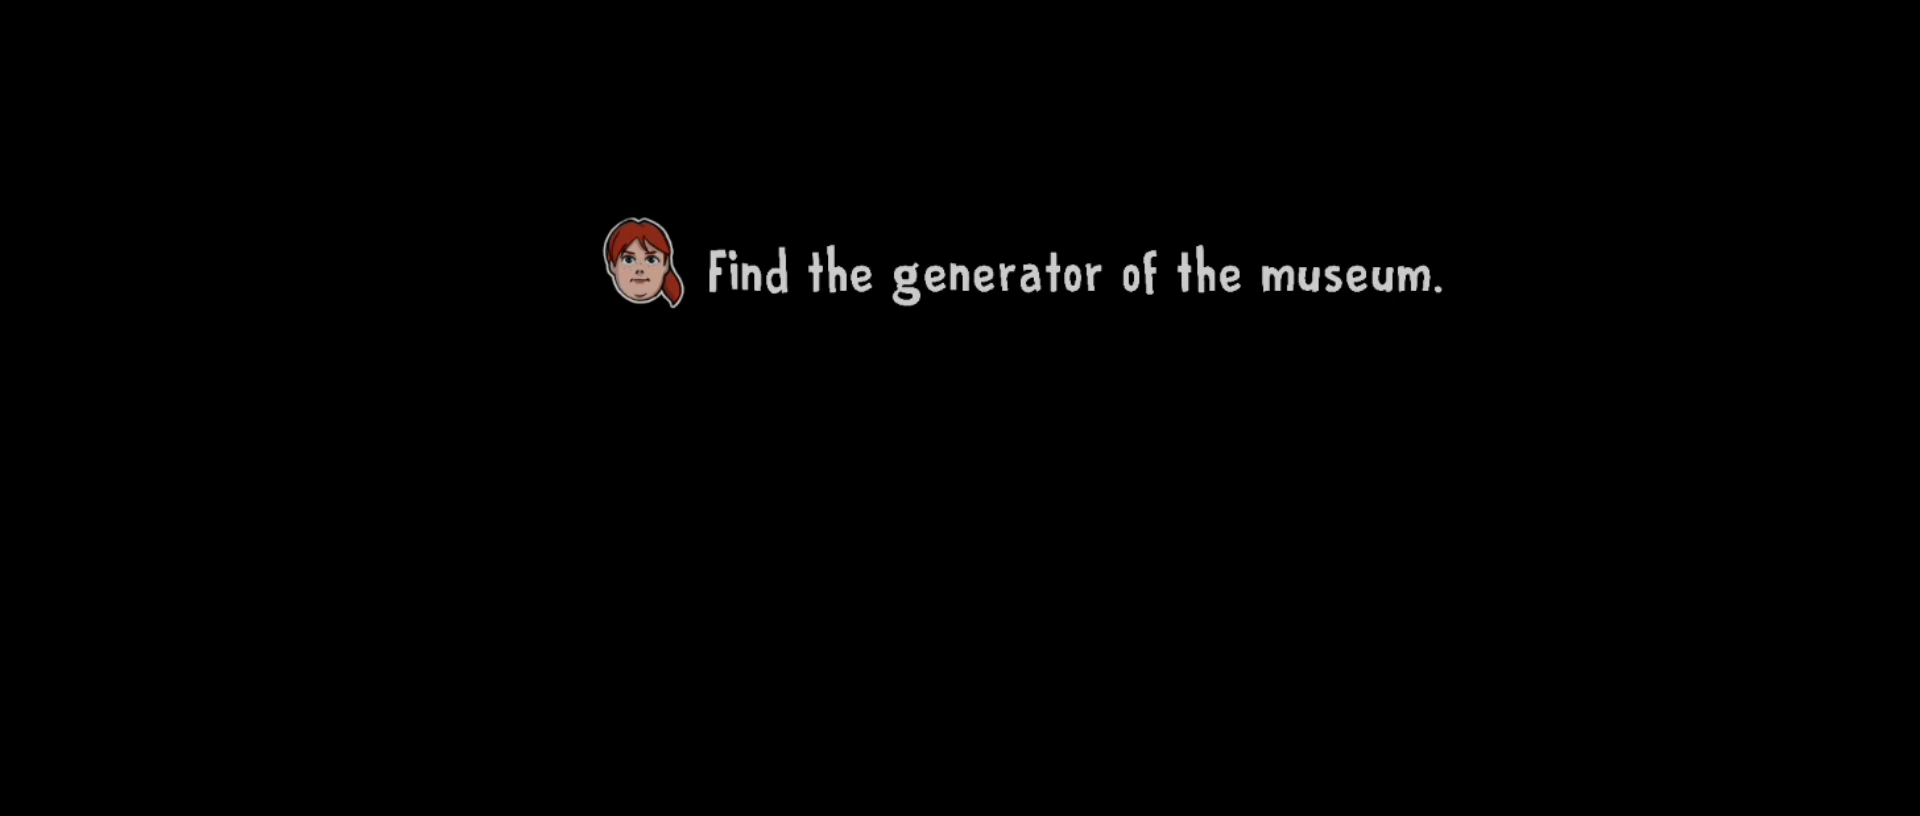 Find the generator of the museum.